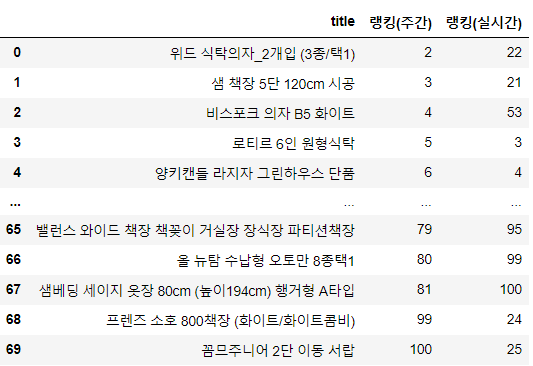 title 랭킹(주간) 랭킹(실시간)
0 위드 식탁의자_2개입 (3종/택1) 2 22
1 샘 책장 5단 120cm 시공 3 21
2 비스포크 의자 B5 화이트 4 53
3 로티르 6인 원형식탁 5 3
4 양키캔들 라지자 그린하우스 단품 6 4
... ... ... ...
65 밸런스 와이드 책장 책꽂이 거실장 장식장 파티션책장 79 95
66 올 뉴탐 수납형 오토만 8종택1 80 99
67 샘베딩 세이지 옷장 80cm (높이194cm) 행거형 A타입 81 100
68 프렌즈 소호 800책장 (화이트/화이트콤비) 99 24
69 꼼므주니어 2단 이동 서랍 100 25